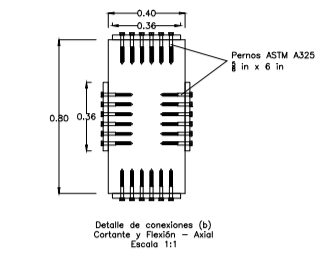 0.40
0.36
Pernos ASTM A325
5/8 in x 6 in
0.80
0.36
Detalle de conexiones (b)
Cortante y Flexión - Axial
Escala 1:1